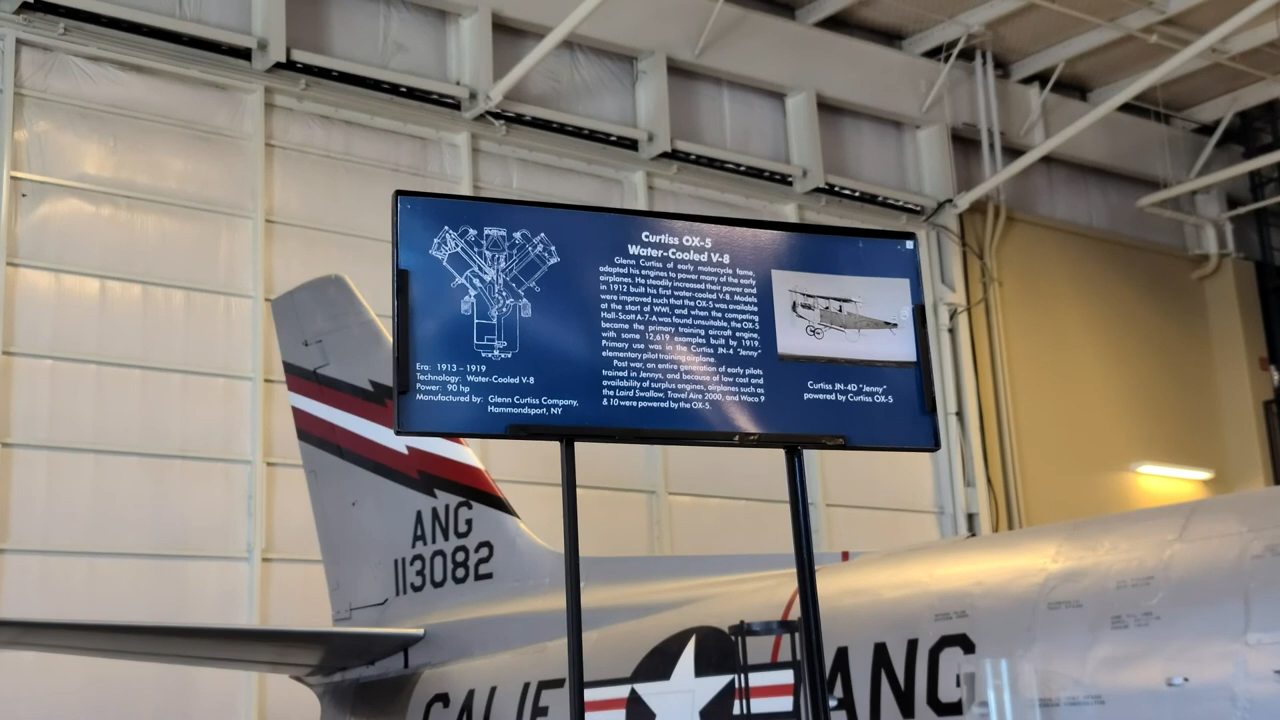 Curtiss OX-5
Water-Cooled V-8
Glenn Curtiss of early motorcycle fame,
adapted his engines to power many of the early
airplanes. He steadily increased their power and
in 1912 built his first water-cooled V-8. Models
were improved such that the OX-5 was available
at the start of WWI, and when the competing
Hall-Scott A-7-A was found unsuitable, the OX-5
became the primary training aircraft engine,
with some 12,619 examples built by 1919.
Primary use was in the Curtiss JN-4 "Jenny"
elementary pilot training airplane.
Post war, an entire generation of early pilots
trained in Jennys, and because of low cost and
availability of surplus engines, airplanes such as
the Laird Swallow, Travel Aire 2000, and Waco 9
& 10 were powered by the OX-5.
Era: 1913 – 1919
Technology: Water-Cooled V-8
Power: 90 hp
Manufactured by: Glenn Curtiss Company,
Hammondsport, NY
Curtiss JN-4D "Jenny"
powered by Curtiss OX-5
ANG
113082
CALIF
ANG